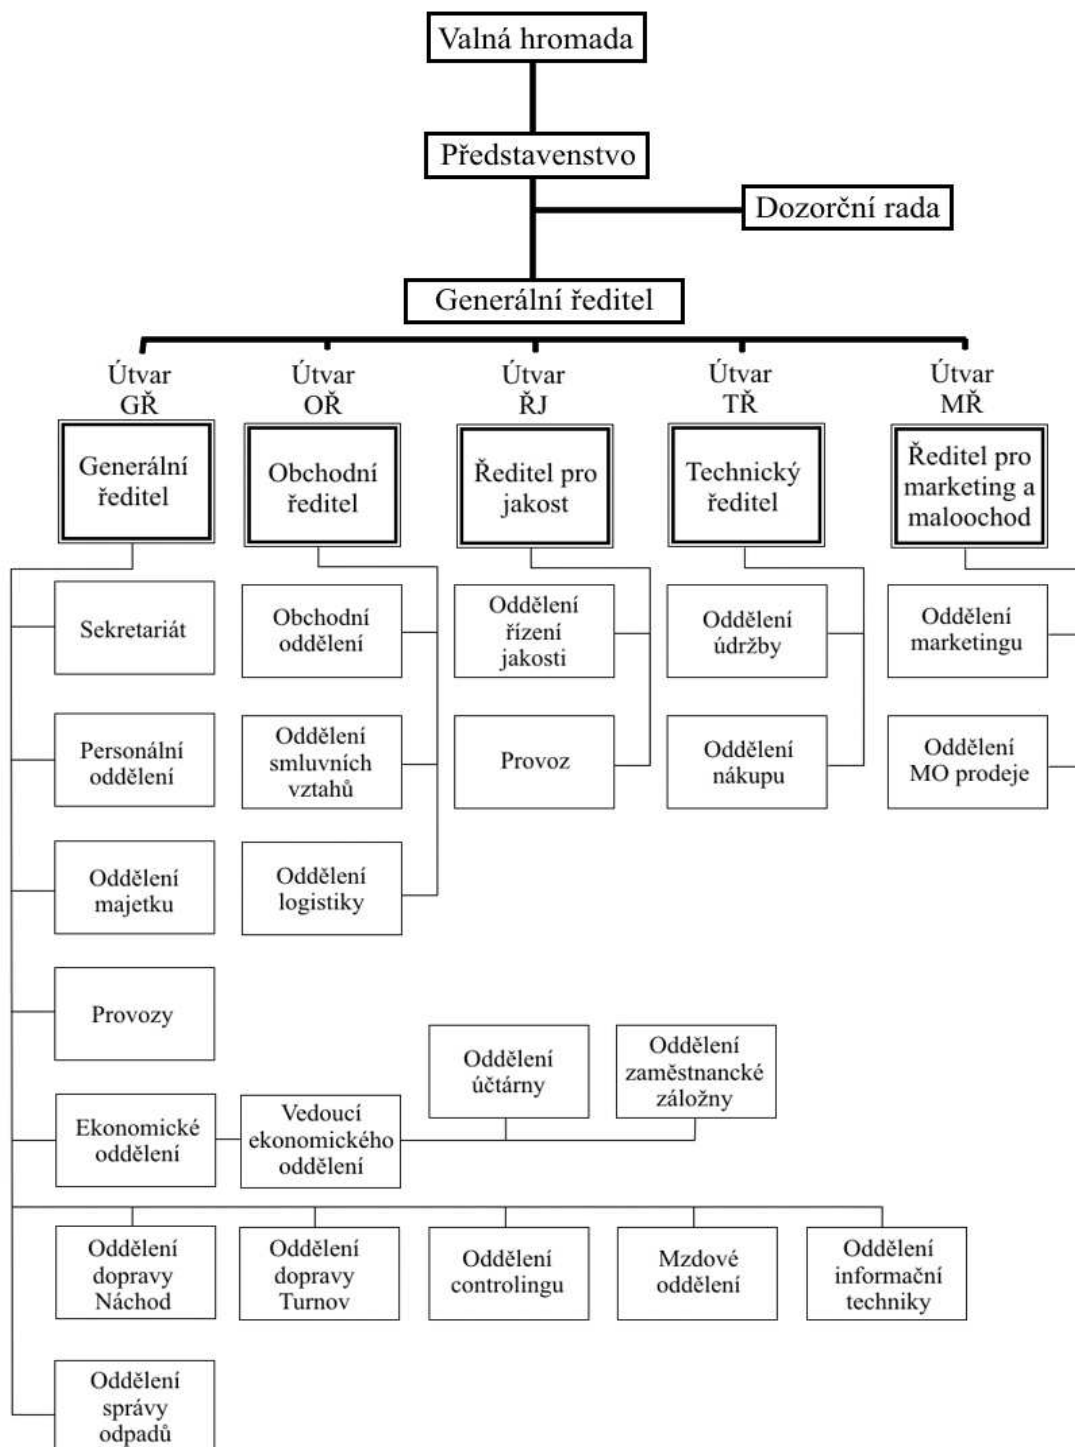 Valná hromada
Představenstvo
Dozorční rada
Generální ředitel
Útvar
GŘ
Útvar
OŘ
Útvar
ŘJ
Útvar
TŘ
Útvar
MŘ
Generální
ředitel
Obchodní
ředitel
Ředitel pro
jakost
Technický
ředitel
Ředitel pro
marketing a
maloochod
Sekretariát
Obchodní
oddělení
Oddělení
řízení
jakosti
Oddělení
údržby
Oddělení
marketingu
Personální
oddělení
Oddělení
smluvních
vztahů
Provoz
Oddělení
nákupu
Oddělení
MO prodeje
Oddělení
majetku
Oddělení
logistiky
Provozy
Oddělení
účtárny
Oddělení
zaměstnancké
záložny
Ekonomické
oddělení
Vedoucí
ekonomického
oddělení
Oddělení
dopravy
Náchod
Oddělení
dopravy
Turnov
Oddělení
controlingu
Mzdové
oddělení
Oddělení
informační
techniky
Oddělení
správy
odpadů